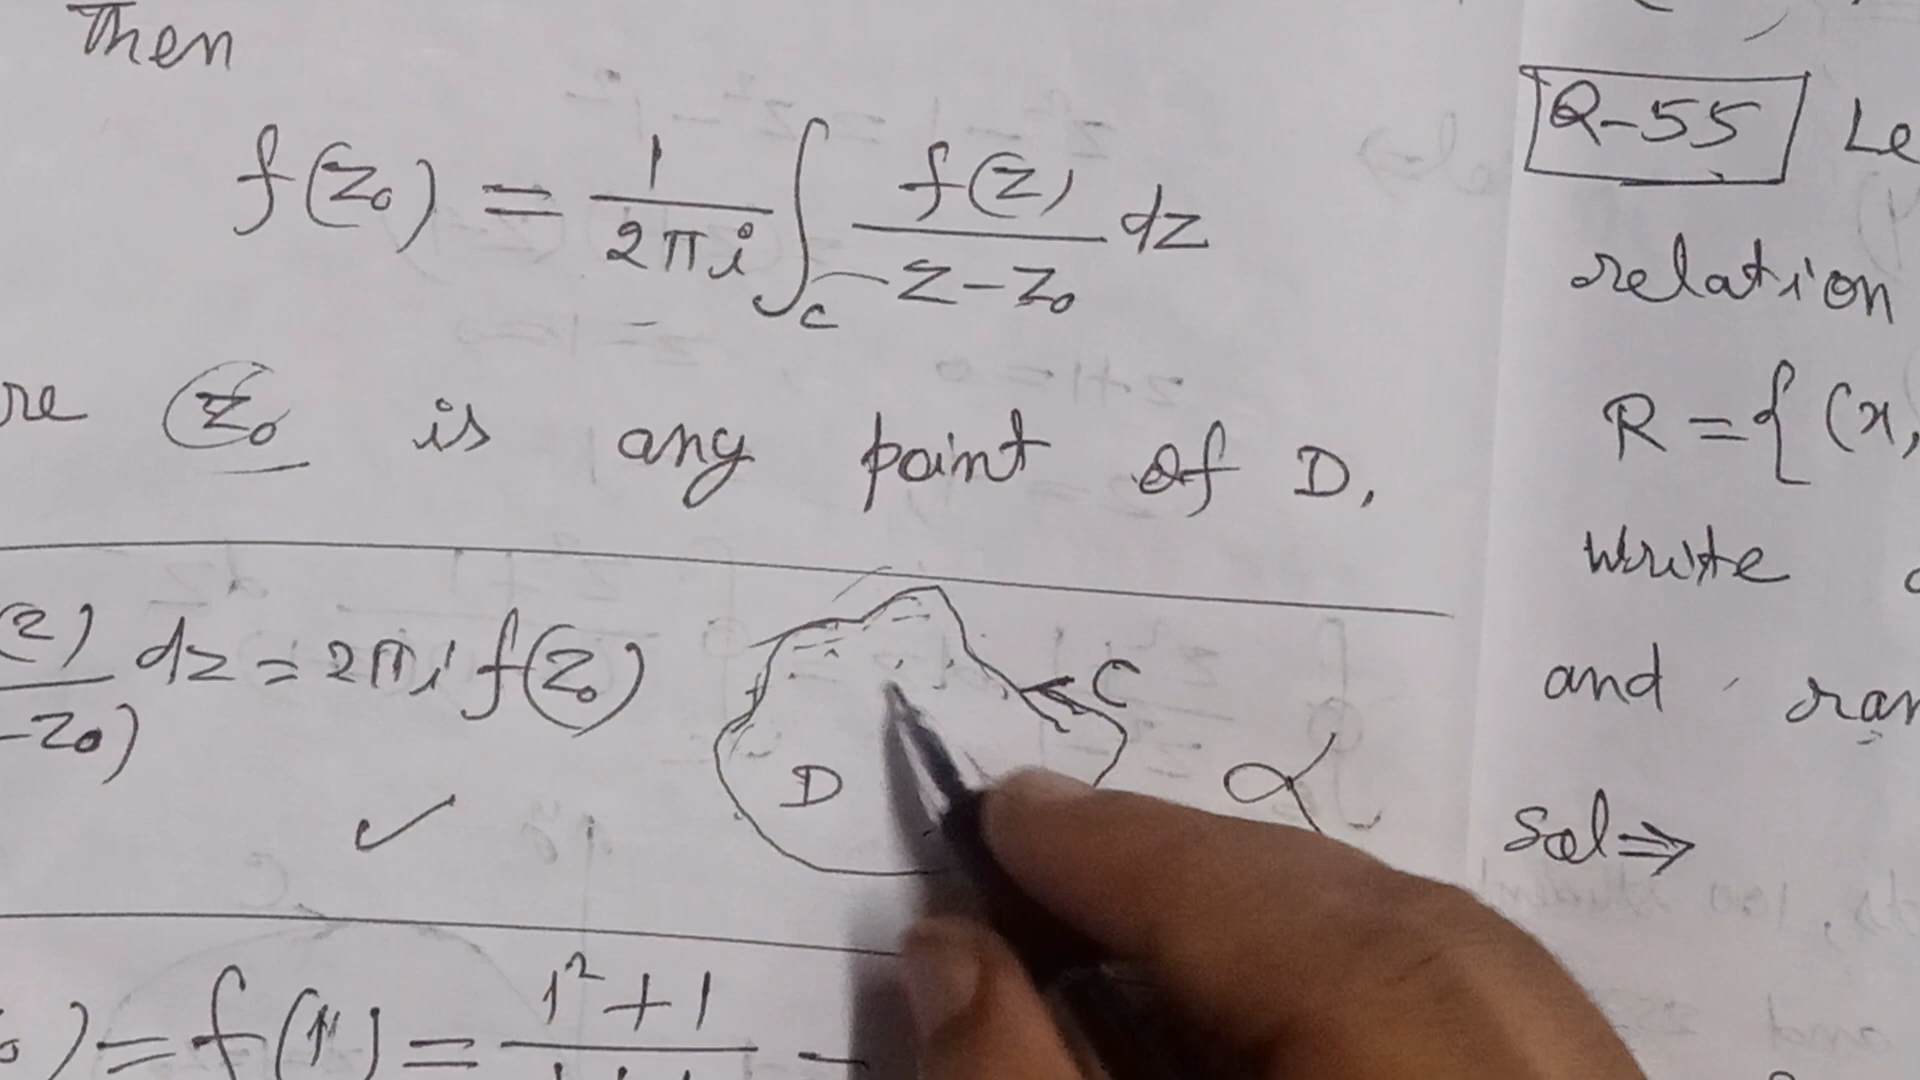 Then
f(z₀) = 1/2πi ∫c f(z)/z-z₀ dz
re z₀ is any point of D.
z)/-z₀) dz = 2πi f(z₀)
C
D
✓
) = f(1) = 1²+1
Q-55 Le
relation
R = { (x,
write
and ran
Sol ⇒